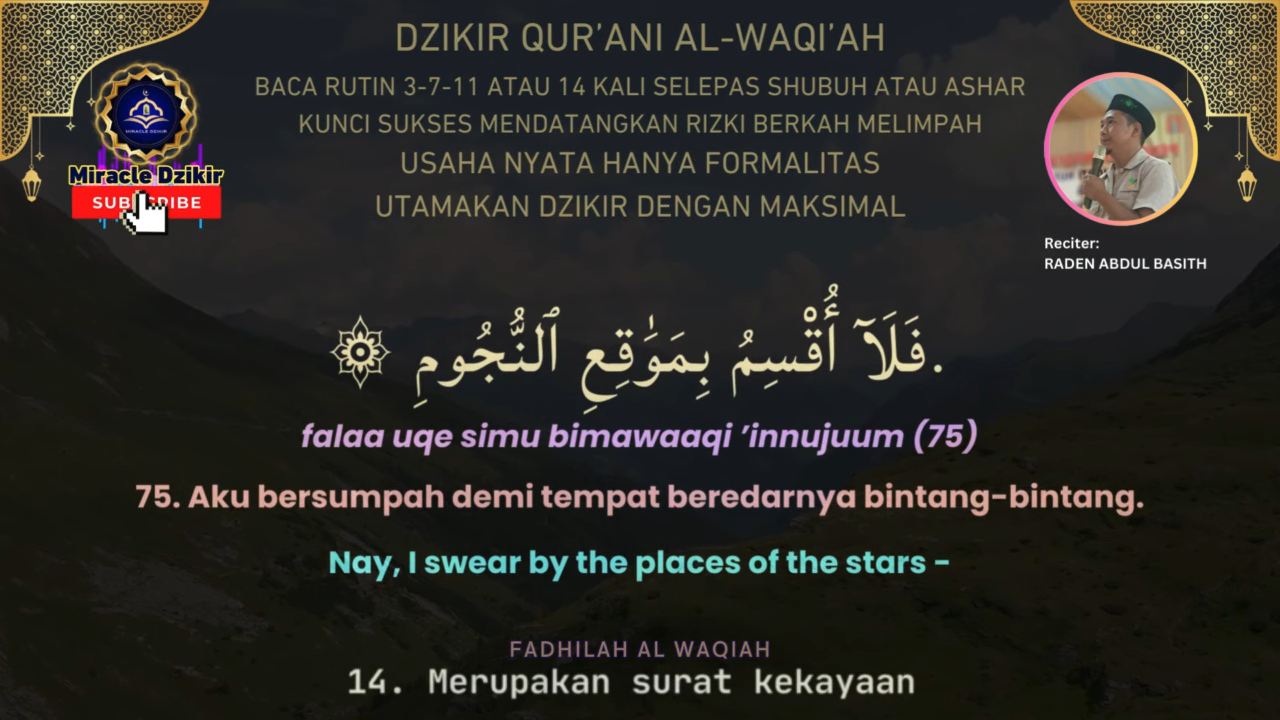 DZIKIR QUR'ANI AL-WAQI'AH
BACA RUTIN 3-7-11 ATAU 14 KALI SELEPAS SHUBUH ATAU ASHAR
KUNCI SUKSES MENDATANGKAN RIZKI BERKAH MELIMPAH
USAHA NYATA HANYA FORMALITAS
UTAMAKAN DZIKIR DENGAN MAKSIMAL
MIRACLE DZIKIR
Miracle Dzikir
SUBSCRIBE
Reciter:
RADEN ABDUL BASITH
.فَلَآ أُقْسِمُ بِمَوَٰقِعِ ٱلنُّجُومِ ۞
falaa uqe simu bimawaaqi 'innujuum (75)
75. Aku bersumpah demi tempat beredarnya bintang-bintang.
Nay, I swear by the places of the stars -
FADHILAH AL WAQIAH
14. Merupakan surat kekayaan